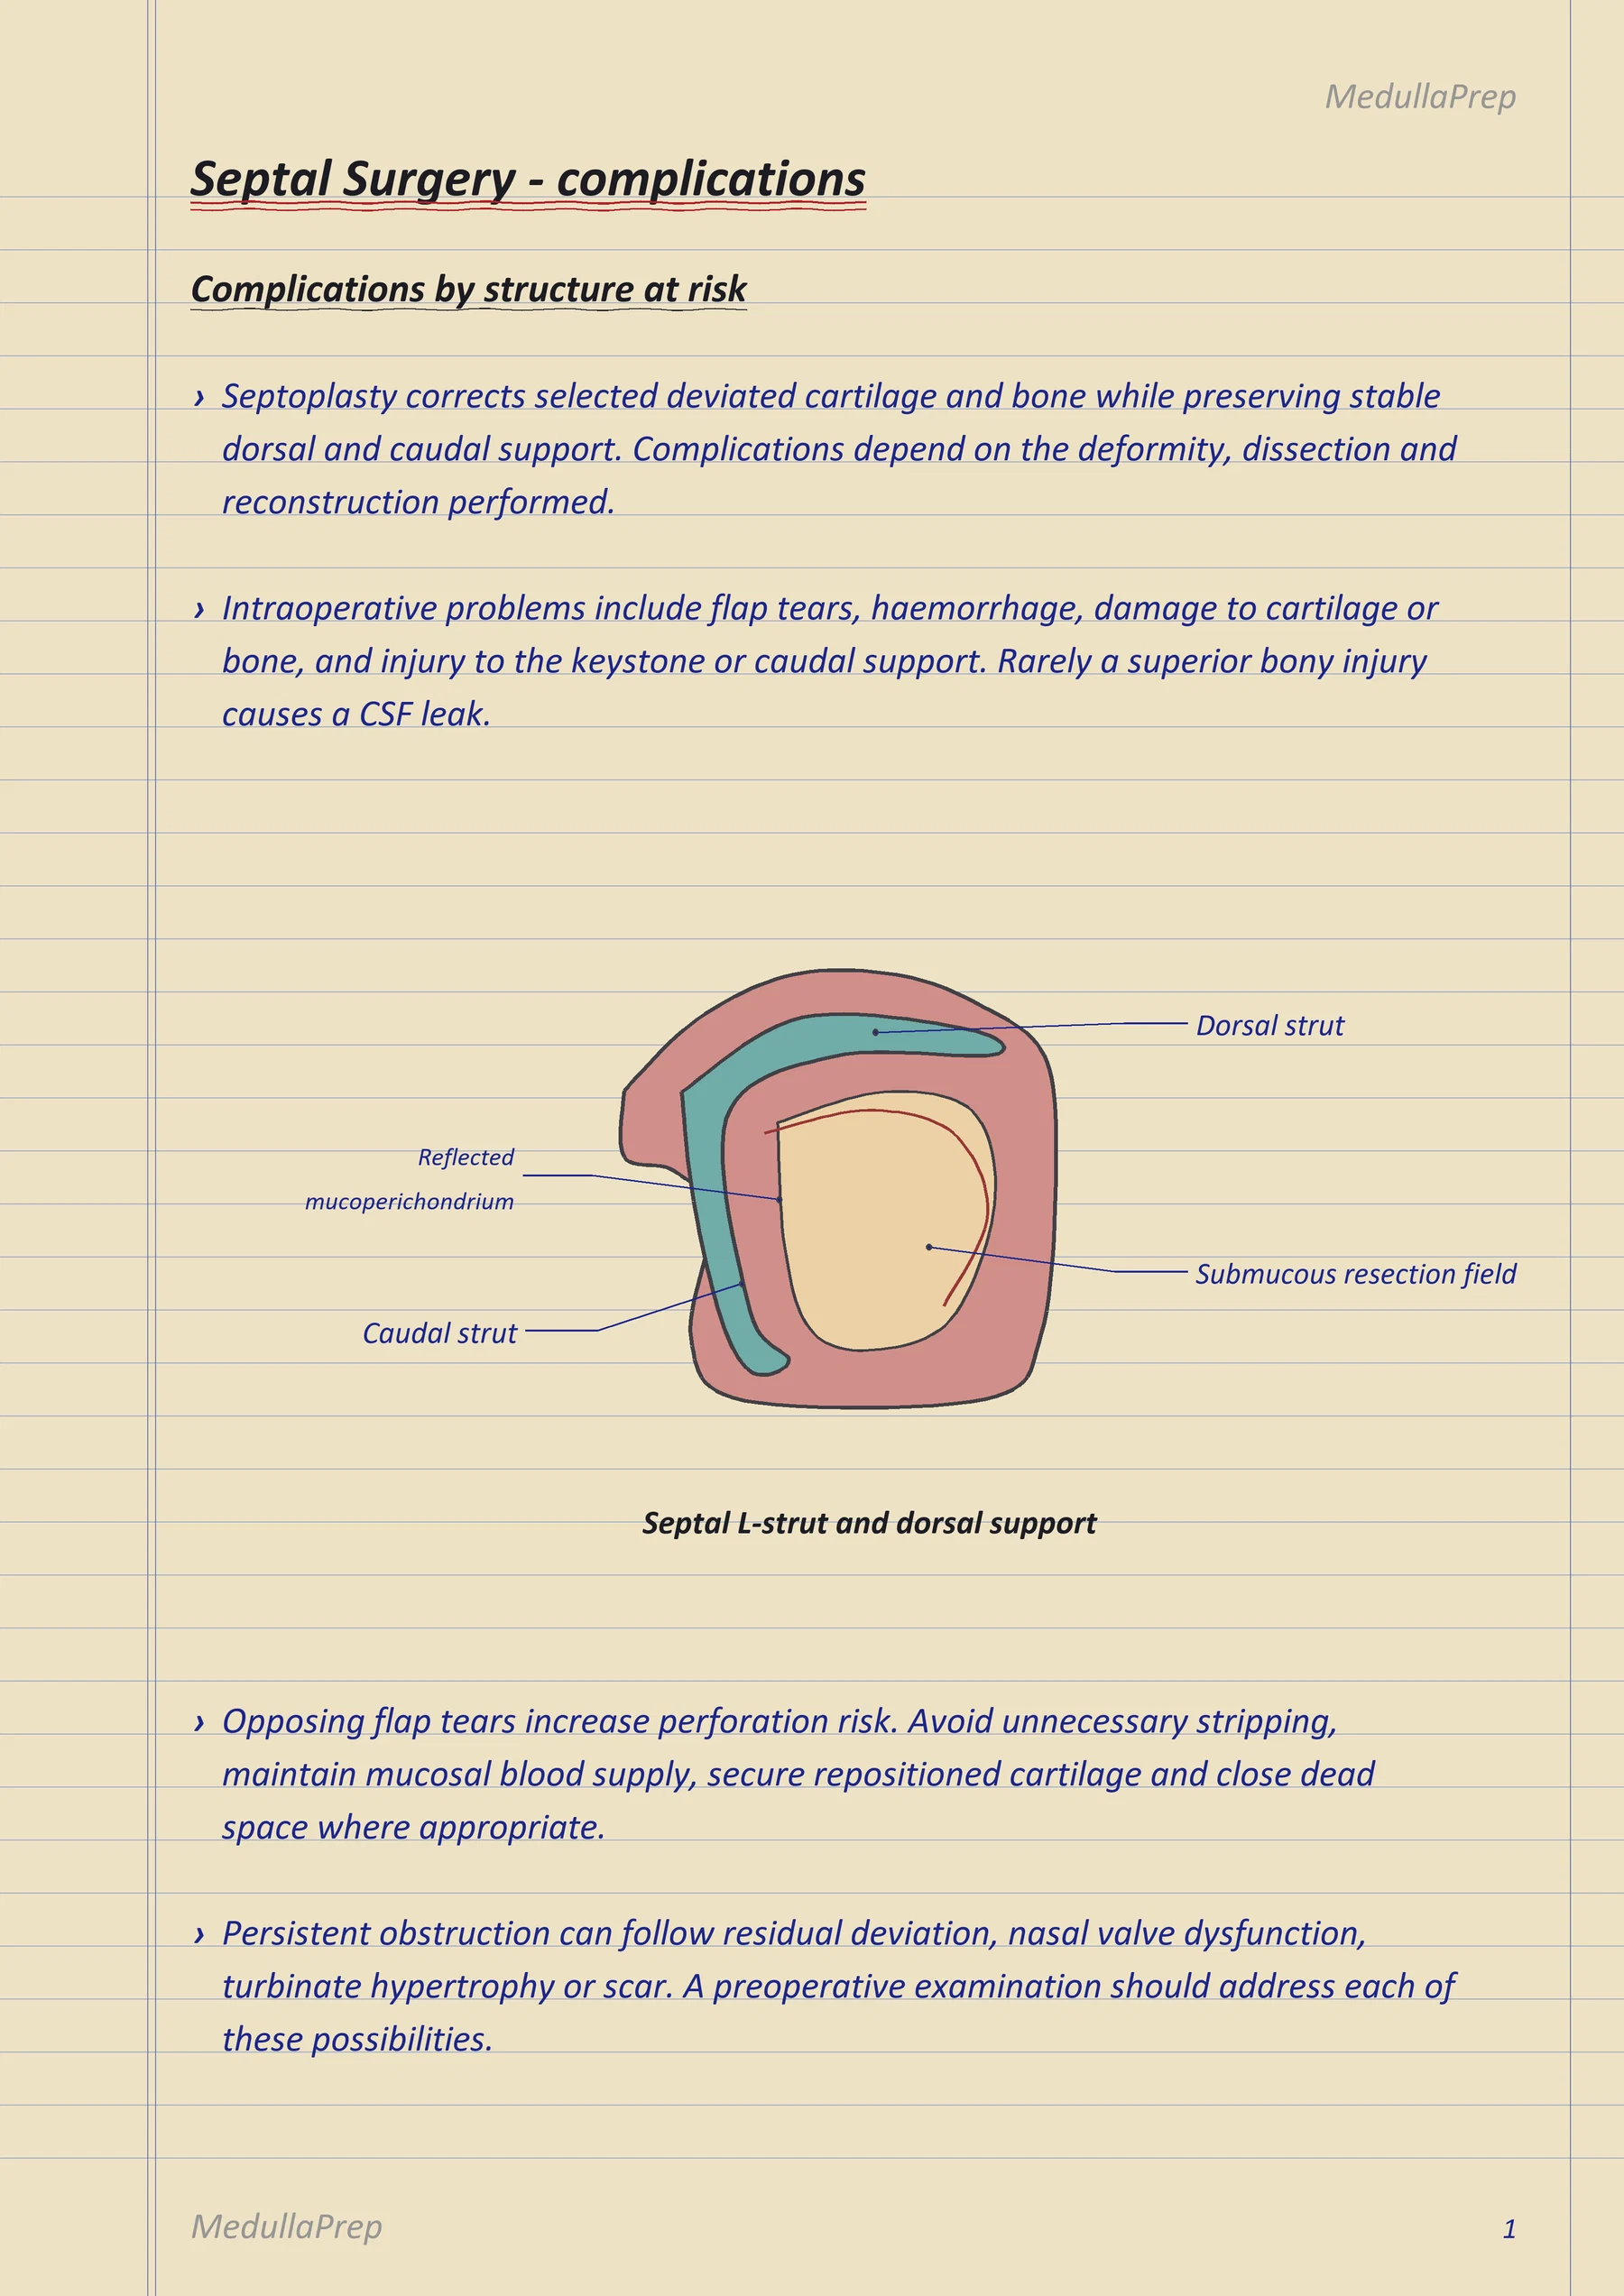 MedullaPrep
Septal Surgery - complications
Complications by structure at risk
› Septoplasty corrects selected deviated cartilage and bone while preserving stable
dorsal and caudal support. Complications depend on the deformity, dissection and
reconstruction performed.
› Intraoperative problems include flap tears, haemorrhage, damage to cartilage or
bone, and injury to the keystone or caudal support. Rarely a superior bony injury
causes a CSF leak.
Dorsal strut
Reflected
mucoperichondrium
Submucous resection field
Caudal strut
Septal L-strut and dorsal support
› Opposing flap tears increase perforation risk. Avoid unnecessary stripping,
maintain mucosal blood supply, secure repositioned cartilage and close dead
space where appropriate.
› Persistent obstruction can follow residual deviation, nasal valve dysfunction,
turbinate hypertrophy or scar. A preoperative examination should address each of
these possibilities.
MedullaPrep
1